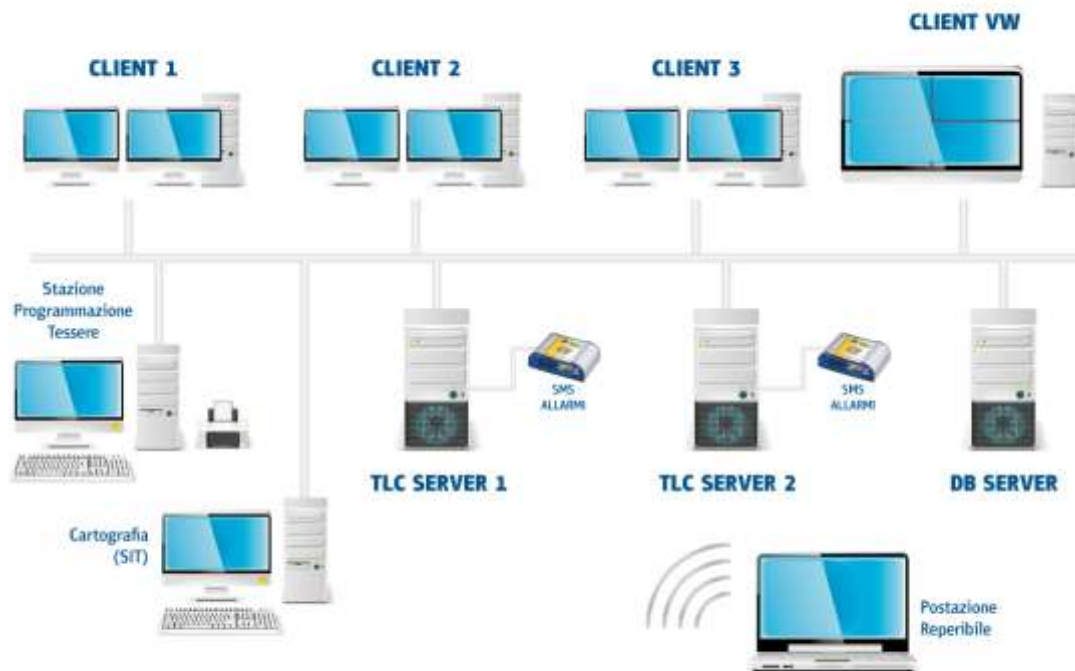 CLIENT VW
CLIENT 1
CLIENT 2
CLIENT 3
Stazione
Programmazione
Tessere
SMS
ALLARMI
SMS
ALLARMI
TLC SERVER 1
TLC SERVER 2
DB SERVER
Cartografia
(SIT)
Postazione
Reperibile